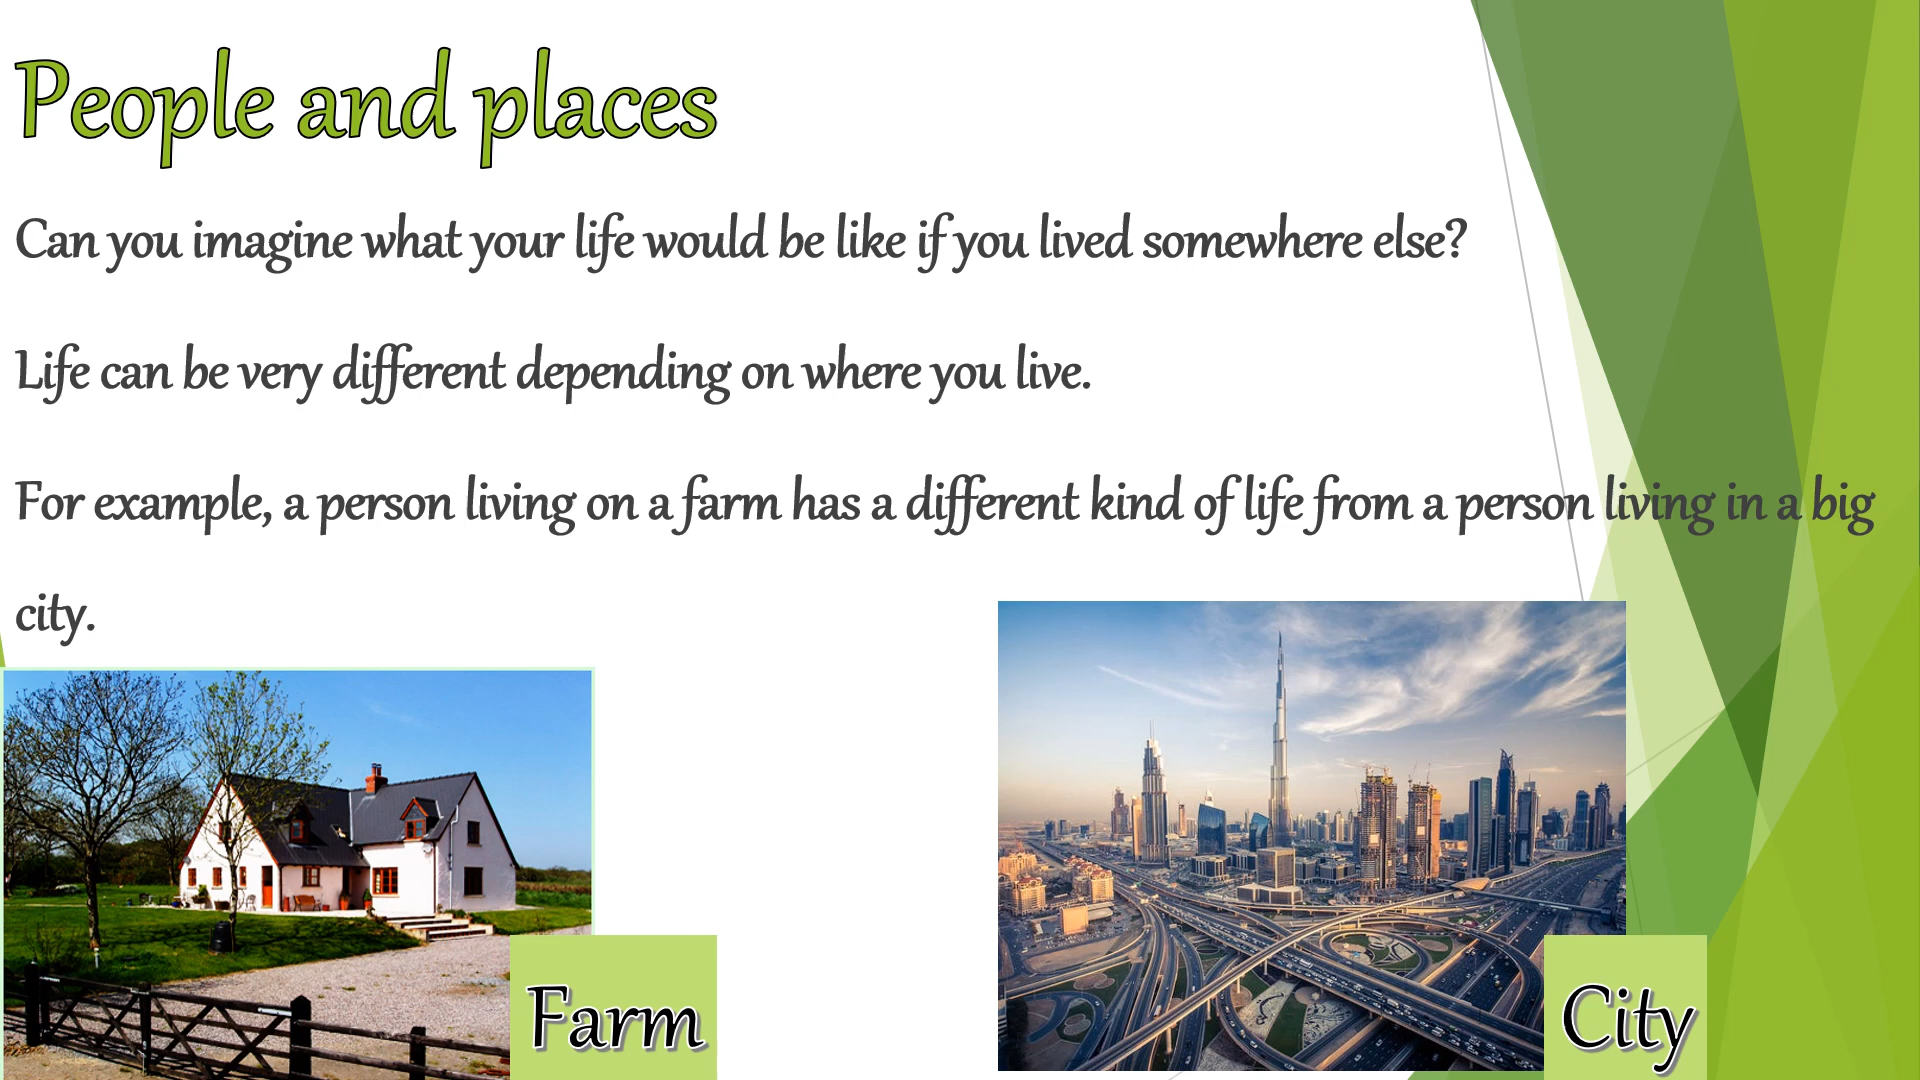 People and places
Can you imagine what your life would be like if you lived somewhere else?
Life can be very different depending on where you live.
For example, a person living on a farm has a different kind of life from a person living in a big
city.
Farm
City